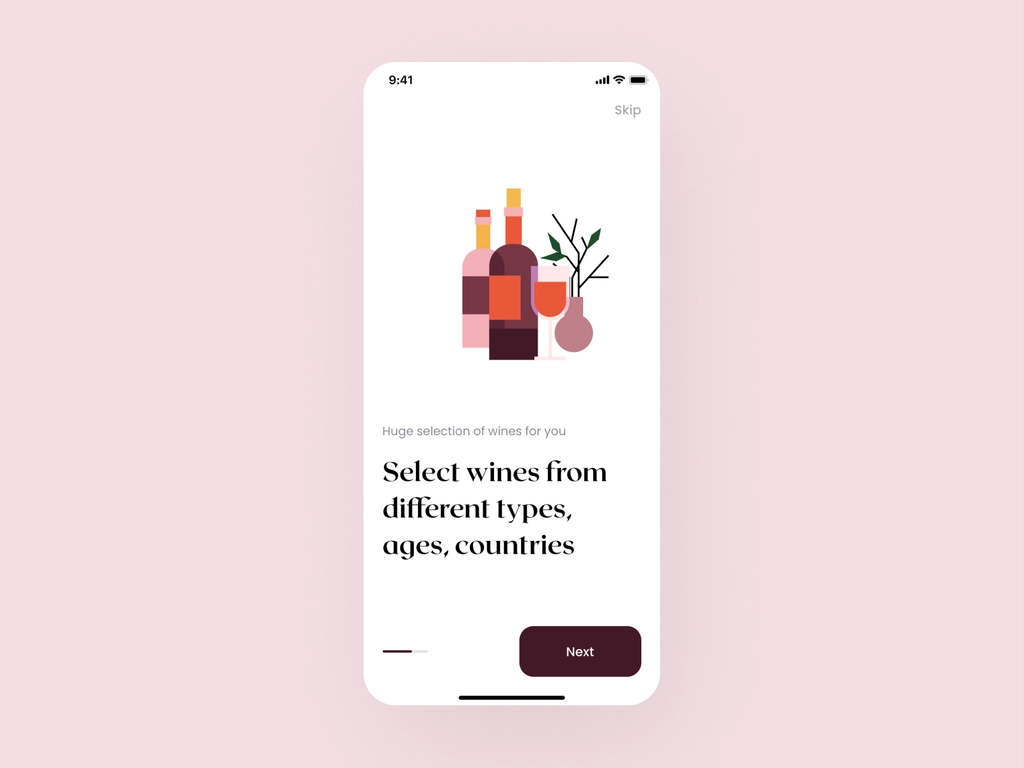 9:41
Skip
Huge selection of wines for you
Select wines from
different types,
ages, countries
Next